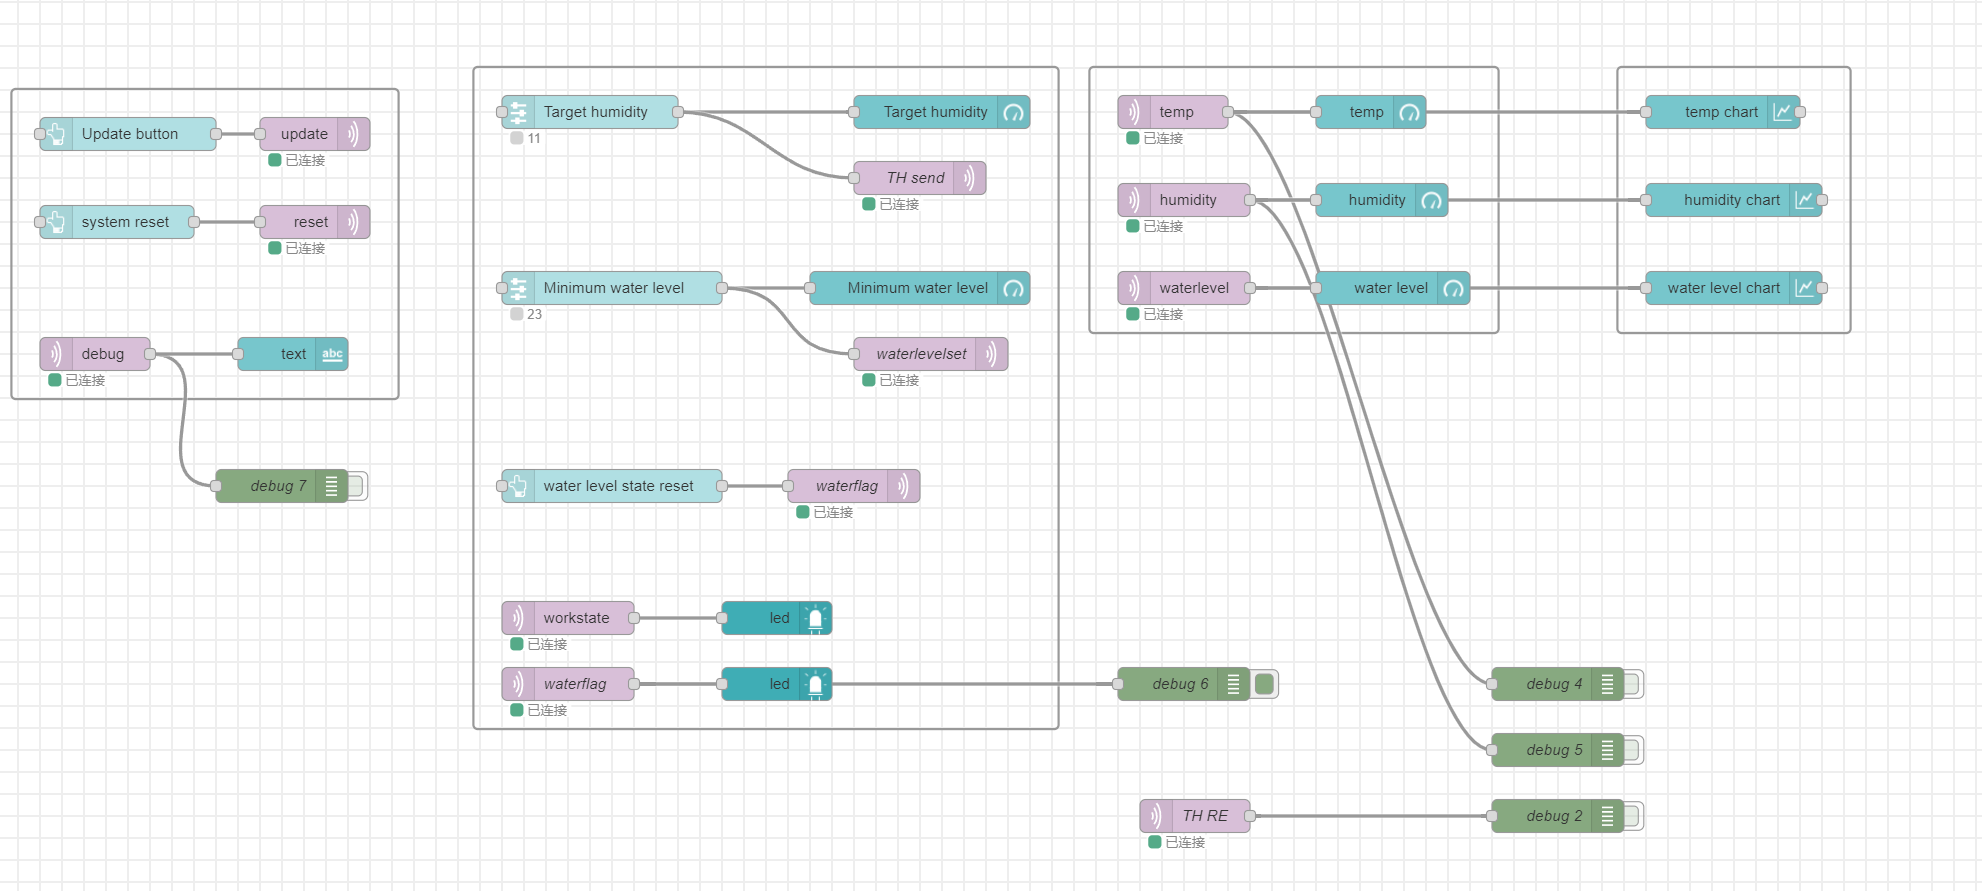 Update button
update
已连接
system reset
reset
已连接
debug
text
abc
已连接
debug 7
Target humidity
Target humidity
11
TH send
已连接
Minimum water level
Minimum water level
23
waterlevelset
已连接
water level state reset
waterflag
已连接
workstate
led
已连接
waterflag
led
已连接
temp
temp
已连接
humidity
humidity
已连接
waterlevel
water level
已连接
temp chart
humidity chart
water level chart
debug 6
debug 4
debug 5
TH RE
debug 2
已连接